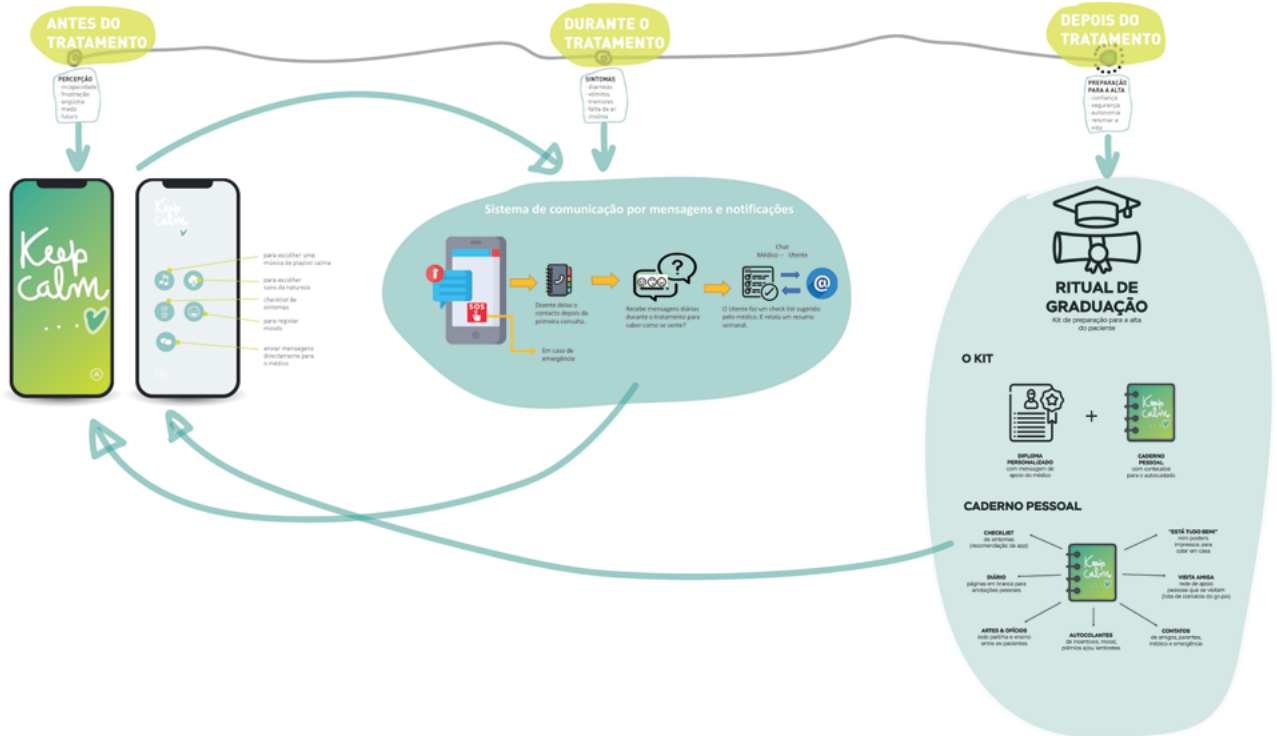 ANTES DO
TRATAMENTO
PERCEPÇÃO
- incapacidade
- frustração
- angústia
- medo
- futuro
Keep
Calm
...
Keep
Calm
para escolher uma
música de playlist calma
para escolher
sons da natureza
checklist de
sintomas
para registar
moods
enviar mensagens
directamente para
o médico
DURANTE O
TRATAMENTO
SINTOMAS
- diarreias
- vómitos
- tremores
- falta de ar
- insónia
Sistema de comunicação por mensagens e notificações
SOS
Doente deixa o
contacto depois da
primeira consulta.
Em caso de
emergência
?
Recebe mensagens diárias
durante o tratamento para
saber como se sente?
Chat
Médico -- Utente
@
O Utente faz um check list sugerido
pelo médico. E relata um resumo
semanal.
DEPOIS DO
TRATAMENTO
PREPARAÇÃO
PARA A ALTA
- confiança
- segurança
- autonomia
- retomar a
vida
RITUAL DE
GRADUAÇÃO
Kit de preparação para a alta
do paciente
O KIT
DIPLOMA
PERSONALIZADO
com mensagem de
apoio do médico
+
Keep
Calm
CADERNO
PESSOAL
com conteúdos
para o autocuidado
CADERNO PESSOAL
CHECKLIST
de sintomas
(recomendação da app)
"ESTÁ TUDO BEM!"
mini posters
impressos para
colar em casa
DIÁRIO
páginas em branco para
anotações pessoais
Keep
Calm
VISITA AMIGA
rede de apoio
pessoas que se visitam
(lista de contatos do grupo)
ARTES & OFÍCIOS
rede partilha e ensino
entre ex pacientes
AUTOCOLANTES
de incentivos, mood,
prêmios e/ou lembretes
CONTATOS
de amigos, parentes,
médico e emergência